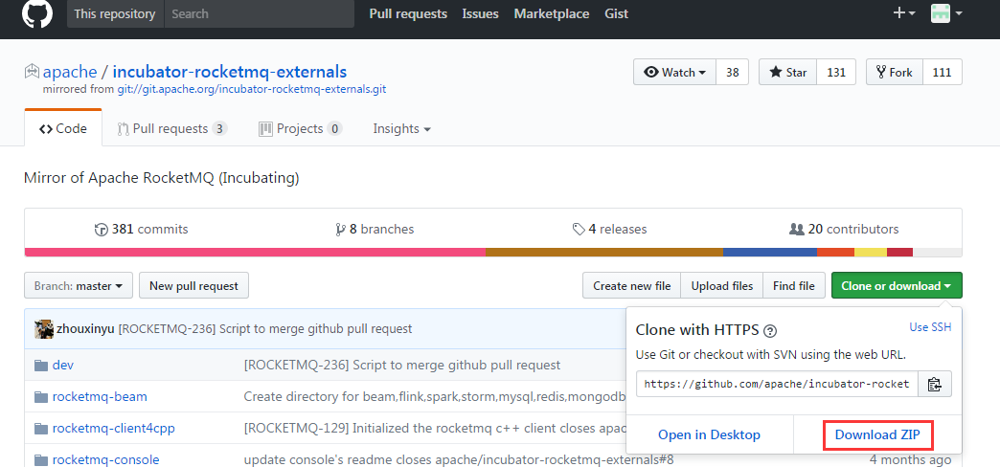 This repository Search Pull requests Issues Marketplace Gist
apache / incubator-rocketmq-externals
Watch 38 Star 131 Fork 111
mirrored from git://git.apache.org/incubator-rocketmq-externals.git
Code Pull requests 3 Projects 0 Insights
Mirror of Apache RocketMQ (Incubating)
381 commits 8 branches 4 releases 20 contributors
Branch: master New pull request Create new file Upload files Find file Clone or download
zhouxinyu [ROCKETMQ-236] Script to merge github pull request
Clone with HTTPS Use SSH
Use Git or checkout with SVN using the web URL.
https://github.com/apache/incubator-rocket
Open in Desktop Download ZIP
dev [ROCKETMQ-236] Script to merge github pull request
rocketmq-beam Create directory for beam,flink,spark,storm,mysql,redis,mongodb
rocketmq-client4cpp [ROCKETMQ-129] Initialized the rocketmq c++ client closes apac
rocketmq-console update console's readme closes apache/incubator-rocketmq-externals#8 4 months ago